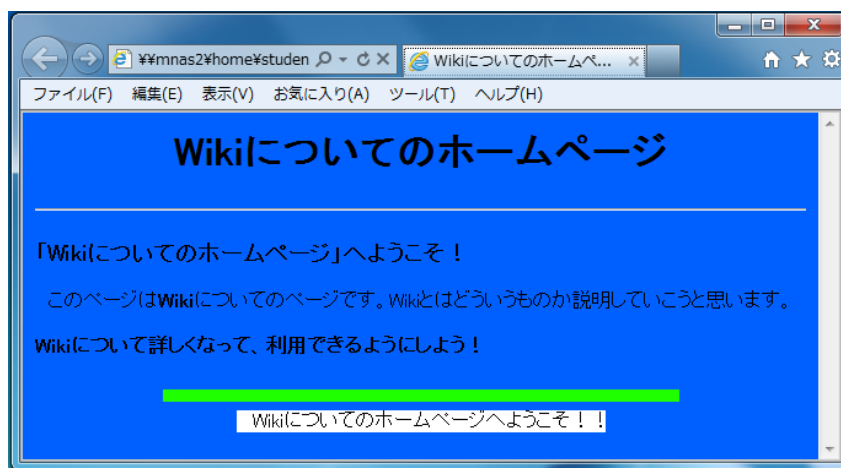 ¥¥mnas2¥home¥studen
Wikiについてのホームペ...
ファイル(F) 編集(E) 表示(V) お気に入り(A) ツール(T) ヘルプ(H)
Wikiについてのホームページ
「Wikiについてのホームページ」へようこそ！
このページはWikiについてのページです。Wikiとはどういうものか説明していこうと思います。
Wikiについて詳しくなって、利用できるようにしよう！
Wikiについてのホームページへようこそ！！